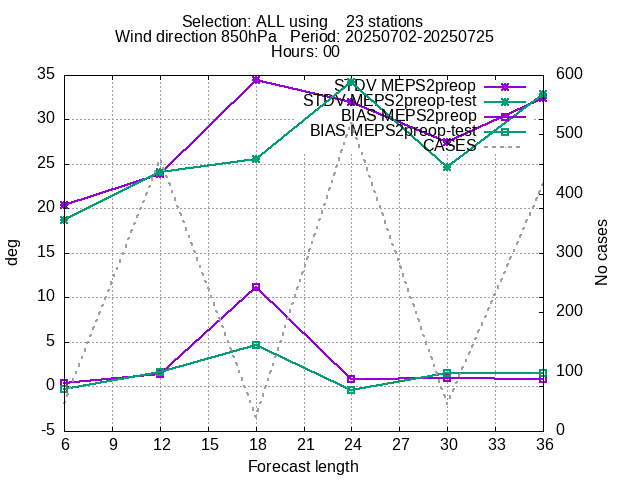 Selection: ALL using    23 stations
Wind direction 850hPa   Period: 20250702-20250725
Hours: 00
35
30
25
20
15
10
5
0
-5
deg
600
500
400
300
200
100
0
No cases
STDV MEPS2preop
STDV MEPS2preop-test
BIAS MEPS2preop
BIAS MEPS2preop-test
CASES
6 9 12 15 18 21 24 27 30 33 36
Forecast length